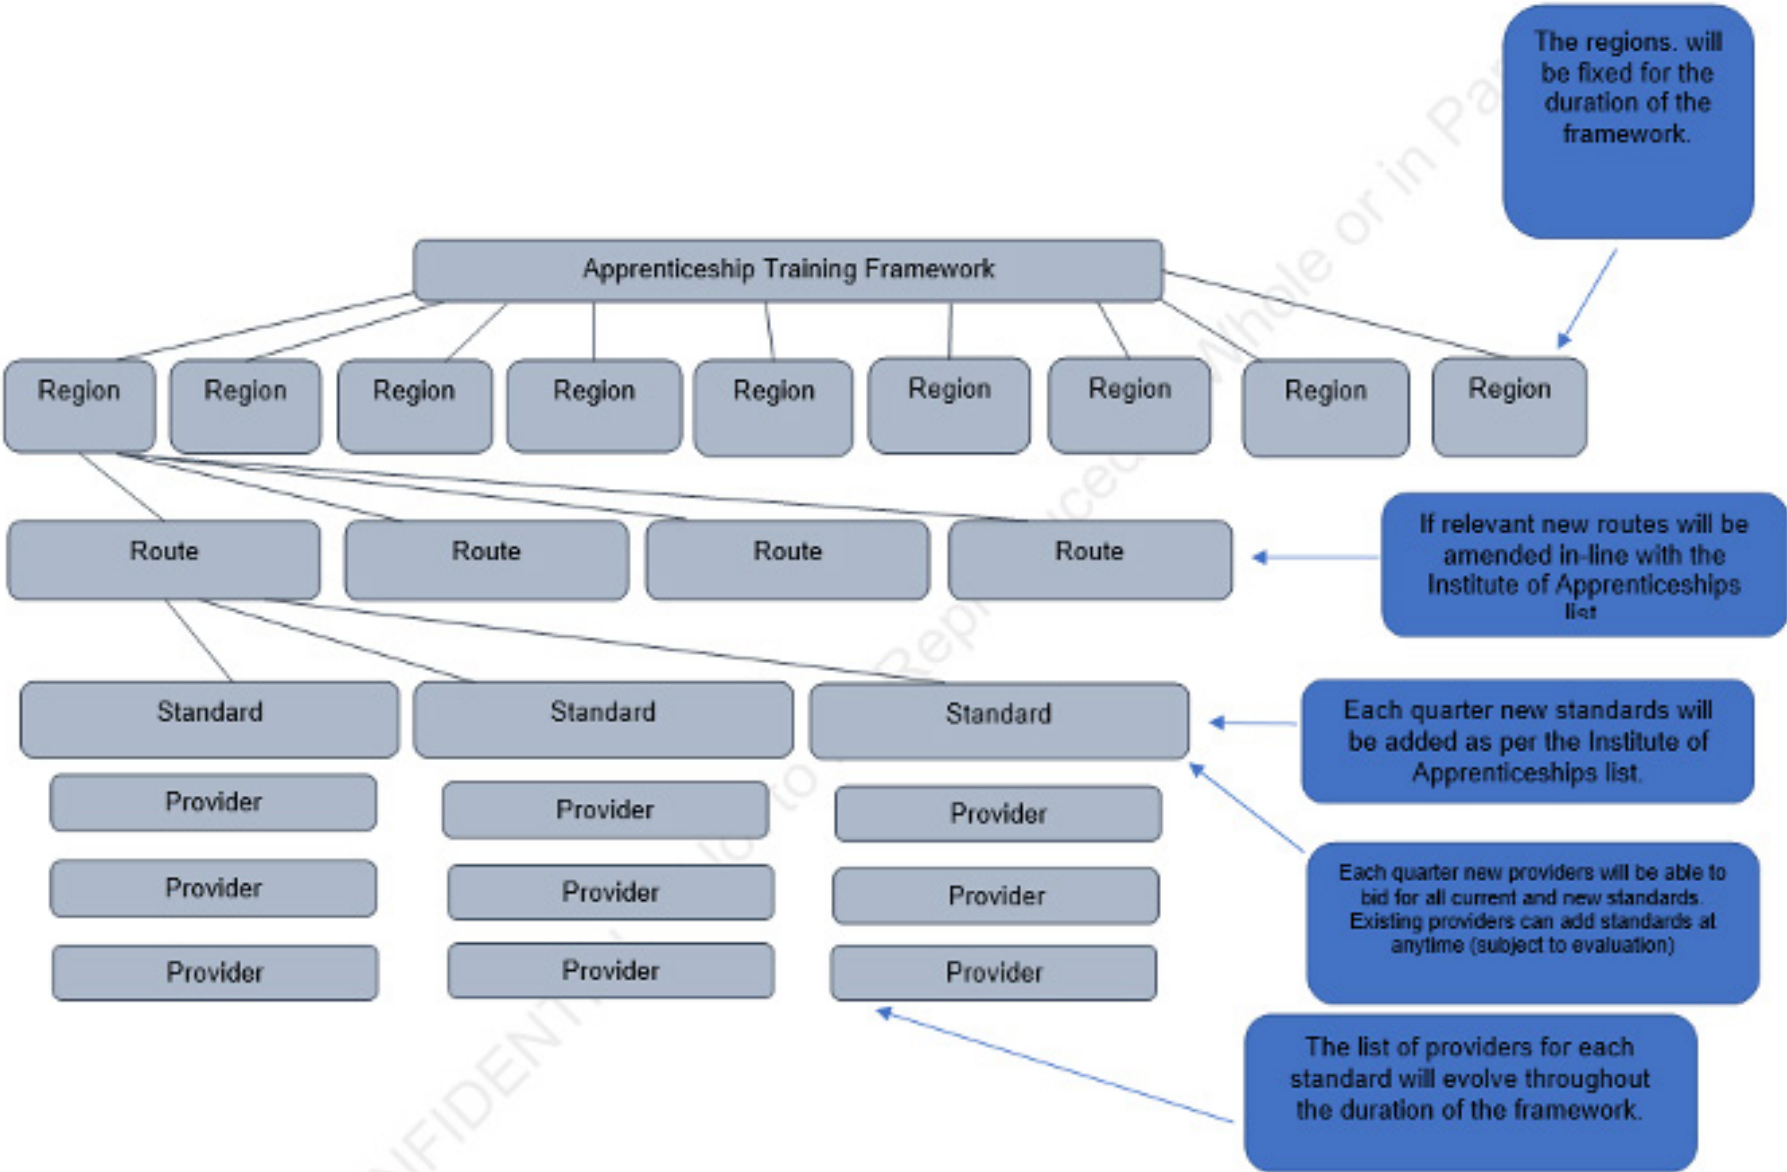 The regions. will
be fixed for the
duration of the
framework.
Apprenticeship Training Framework
Region Region Region Region Region Region Region Region Region
Route Route Route Route
If relevant new routes will be
amended in-line with the
Institute of Apprenticeships
list
Standard Standard Standard
Each quarter new standards will
be added as per the Institute of
Apprenticeships list.
Provider Provider Provider
Provider Provider Provider
Provider Provider Provider
Each quarter new providers will be able to
bid for all current and new standards.
Existing providers can add standards at
anytime (subject to evaluation)
The list of providers for each
standard will evolve throughout
the duration of the framework.